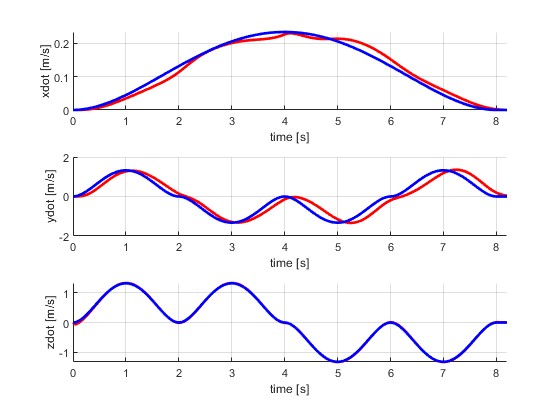 xdot [m/s]
0.2
0.1
0
0 1 2 3 4 5 6 7 8
time [s]
ydot [m/s]
2
0
-2
0 1 2 3 4 5 6 7 8
time [s]
zdot [m/s]
1
0
-1
0 1 2 3 4 5 6 7 8
time [s]